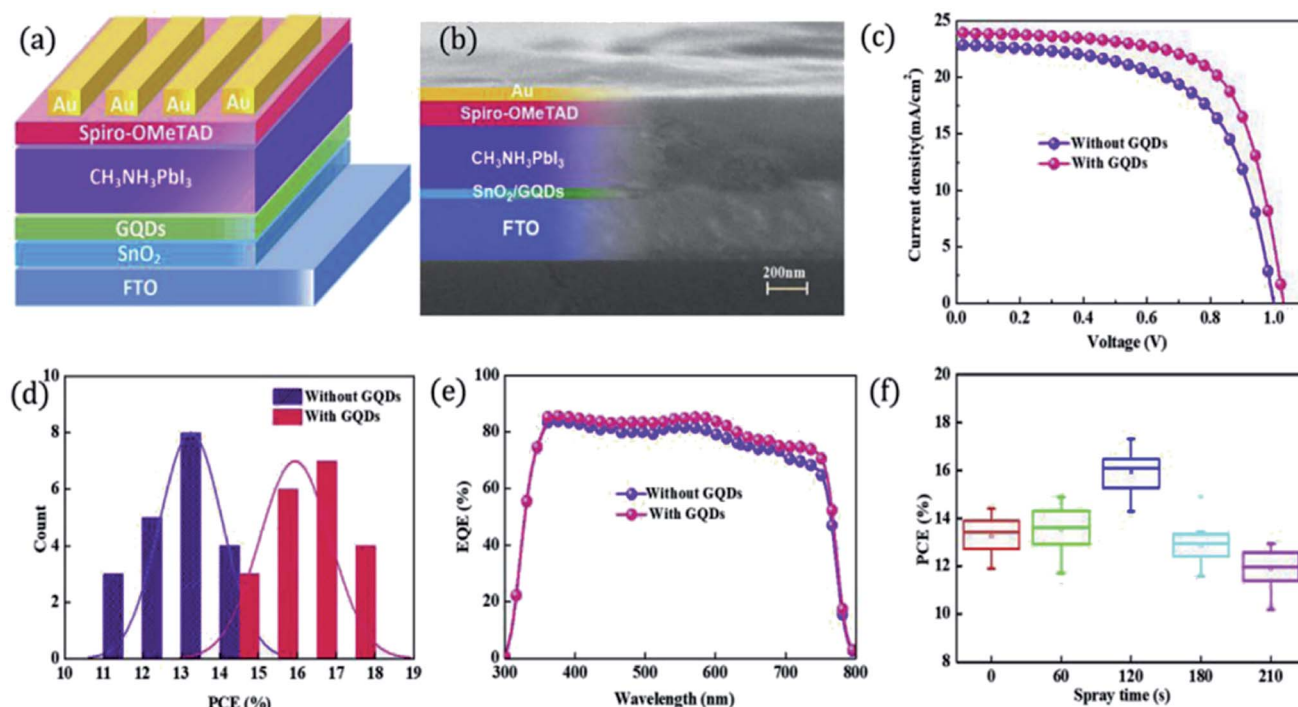 (a)
Au Au Au Au
Spiro-OMeTAD
CH3NH3PbI3
GQDs
SnO2
FTO
(b)
Au
Spiro-OMeTAD
CH3NH3PbI3
SnO2/GQDs
FTO
200nm
(c)
25
20
15
10
5
0
Current density(mA/cm2)
Without GQDs
With GQDs
0.0 0.2 0.4 0.6 0.8 1.0
Voltage (V)
(d)
10
8
6
4
2
0
Count
Without GQDs
With GQDs
10 11 12 13 14 15 16 17 18 19
PCE (%)
(e)
100
80
60
40
20
0
EQE (%)
Without GQDs
With GQDs
300 400 500 600 700 800
Wavelength (nm)
(f)
20
18
16
14
12
10
8
PCE (%)
0 60 120 180 210
Spray time (s)